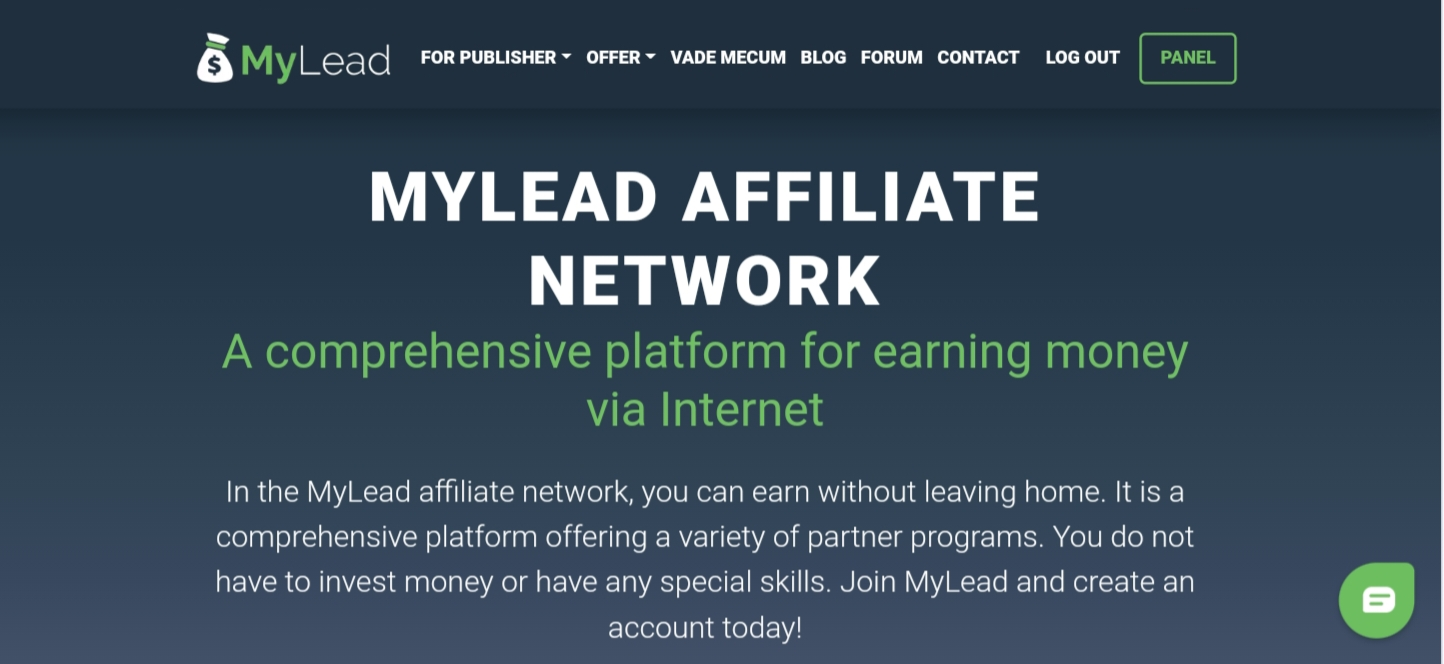 $ MyLead FOR PUBLISHER OFFER VADE MECUM BLOG FORUM CONTACT LOG OUT PANEL
MYLEAD AFFILIATE
NETWORK
A comprehensive platform for earning money
via Internet
In the MyLead affiliate network, you can earn without leaving home. It is a
comprehensive platform offering a variety of partner programs. You do not
have to invest money or have any special skills. Join MyLead and create an
account today!